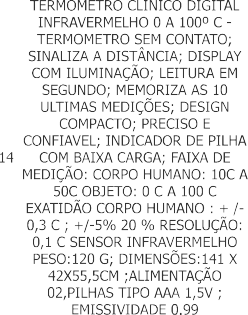 TERMOMETRO CLINICO DIGITAL
INFRAVERMELHO 0 A 100º C -
TERMOMETRO SEM CONTATO;
SINALIZA A DISTÂNCIA; DISPLAY
COM ILUMINAÇÃO; LEITURA EM
SEGUNDO; MEMORIZA AS 10
ULTIMAS MEDIÇÕES; DESIGN
COMPACTO; PRECISO E
CONFIAVEL; INDICADOR DE PILHA
14 COM BAIXA CARGA; FAIXA DE
MEDIÇÃO: CORPO HUMANO: 10C A
50C OBJETO: 0 C A 100 C
EXATIDÃO CORPO HUMANO : + /-
0,3 C ; +/-5% 20 % RESOLUÇÃO:
0,1 C SENSOR INFRAVERMELHO
PESO:120 G; DIMENSÕES:141 X
42X55,5CM ;ALIMENTAÇÃO
02,PILHAS TIPO AAA 1,5V ;
EMISSIVIDADE 0.99